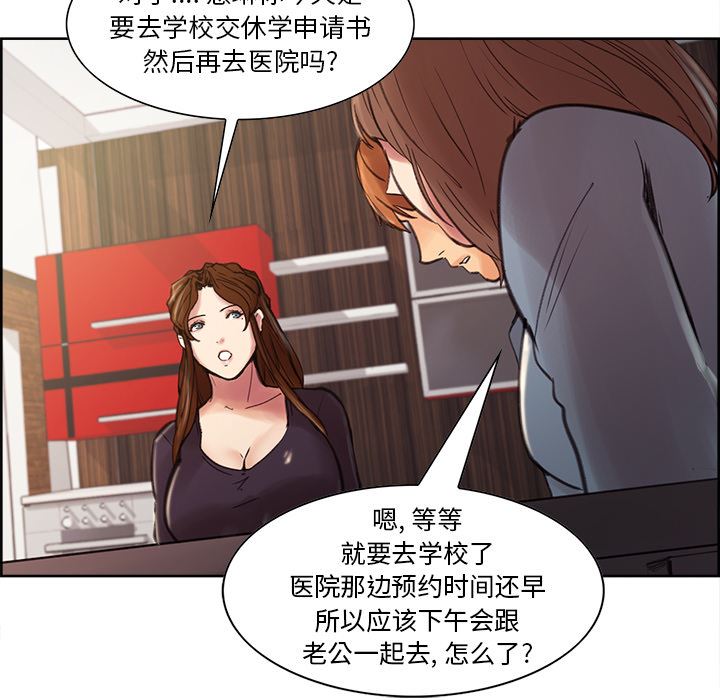 要去学校交休学申请书
然后再去医院吗?
嗯, 等等
就要去学校了
医院那边预约时间还早
所以应该下午会跟
老公一起去, 怎么了?